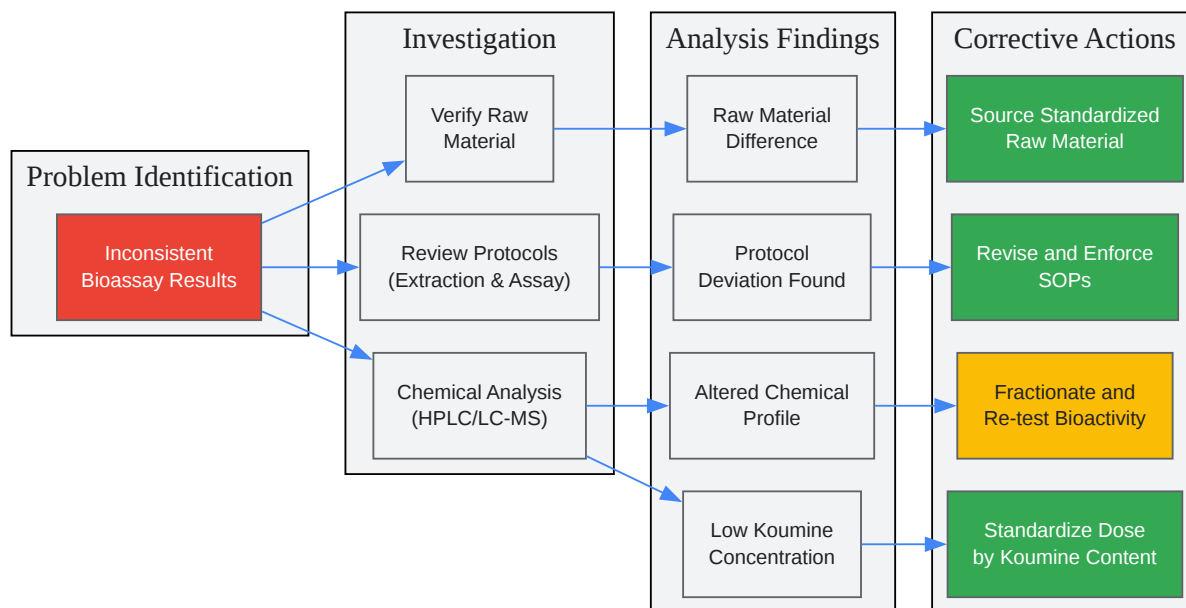 Problem Identification
Inconsistent
Bioassay Results
Investigation
Verify Raw
Material
Review Protocols
(Extraction & Assay)
Chemical Analysis
(HPLC/LC-MS)
Analysis Findings
Raw Material
Difference
Protocol
Deviation Found
Altered Chemical
Profile
Low Koumine
Concentration
Corrective Actions
Source Standardized
Raw Material
Revise and Enforce
SOPs
Fractionate and
Re-test Bioactivity
Standardize Dose
by Koumine Content